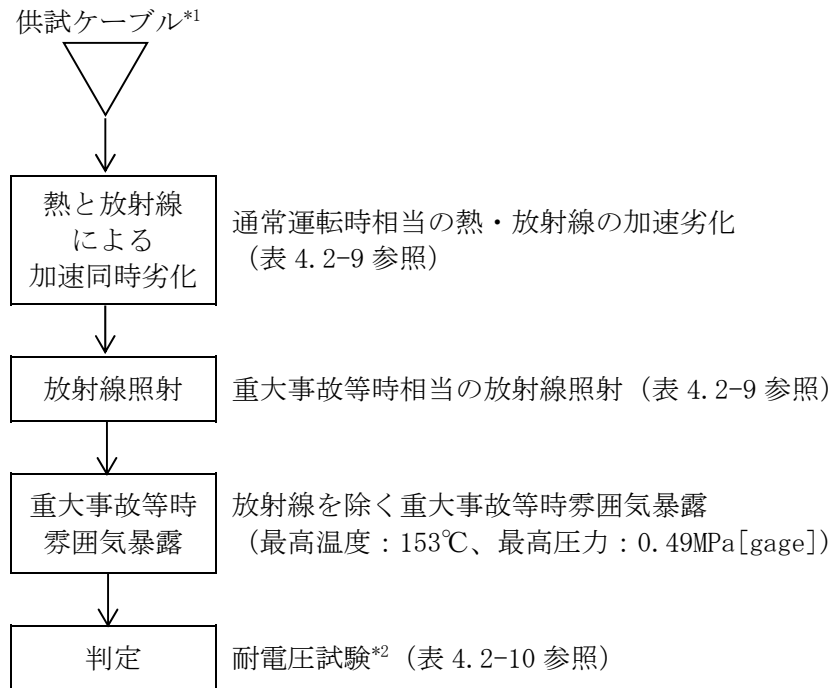 供試ケーブル*1
熱と放射線
による
加速同時劣化
通常運転時相当の熱・放射線の加速劣化
（表 4.2-9 参照）
放射線照射
重大事故等時相当の放射線照射（表 4.2-9 参照）
重大事故等時
雰囲気暴露
放射線を除く重大事故等時雰囲気暴露
（最高温度：153℃、最高圧力：0.49MPa[gage]）
判定
耐電圧試験*2（表 4.2-10 参照）